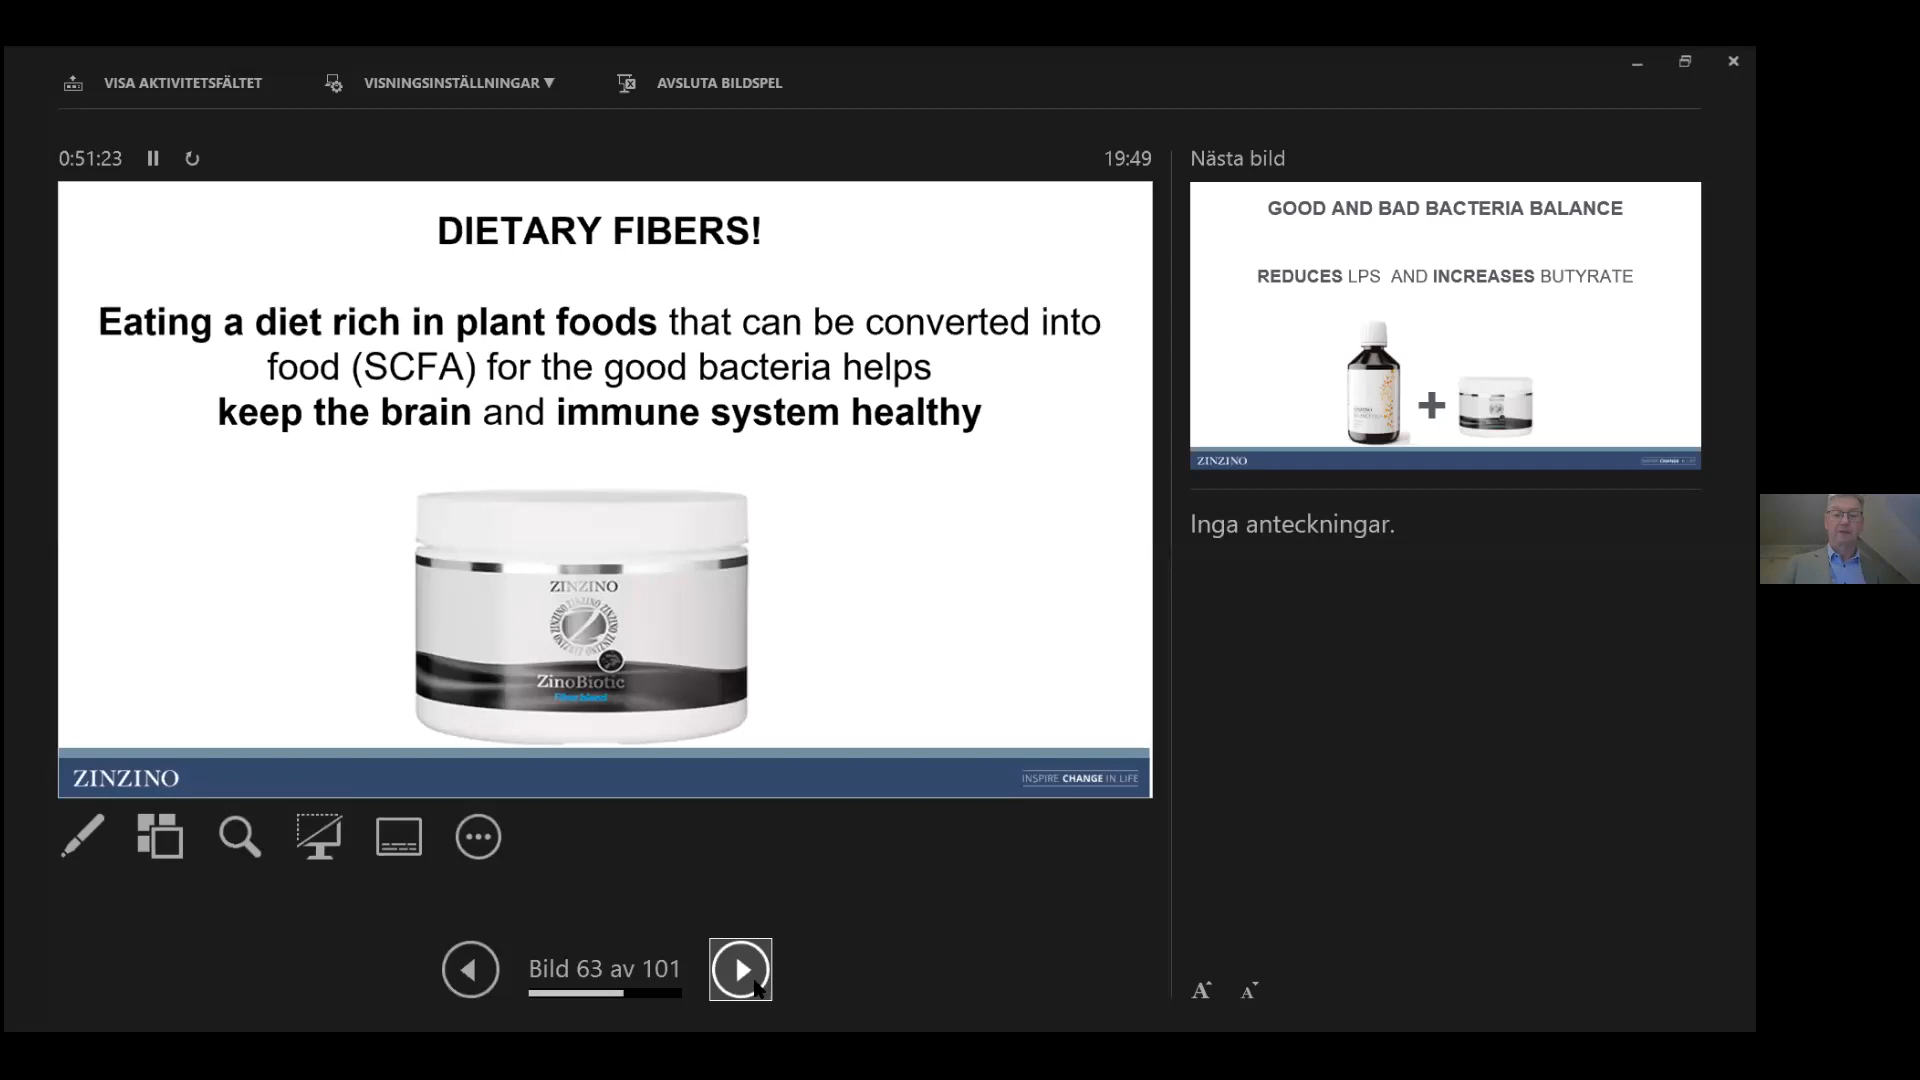 VISA AKTIVITETSFÄLTET
VISNINGSINSTÄLLNINGAR ▼
AVSLUTA BILDSPEL
0:51:23
19:49
DIETARY FIBERS!
Eating a diet rich in plant foods that can be converted into
food (SCFA) for the good bacteria helps
keep the brain and immune system healthy
ZINZINO
ZinoBiotic
ZINZINO
INSPIRE CHANGE IN LIFE
Bild 63 av 101
Nästa bild
GOOD AND BAD BACTERIA BALANCE
REDUCES LPS AND INCREASES BUTYRATE
+
ZINZINO
Inga anteckningar.